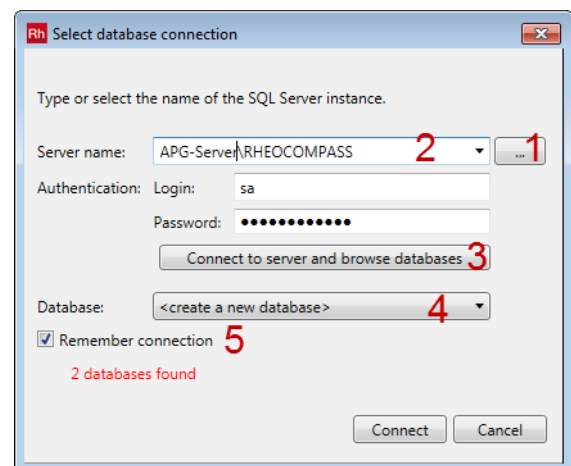 Rh Select database connection
Type or select the name of the SQL Server instance.
Server name: APG-Server\RHEOCOMPASS 2 ... 1
Authentication: Login: sa
Password: ●●●●●●●●●●●●
Connect to server and browse databases 3
Database: <create a new database> 4
Remember connection 5
2 databases found
Connect Cancel